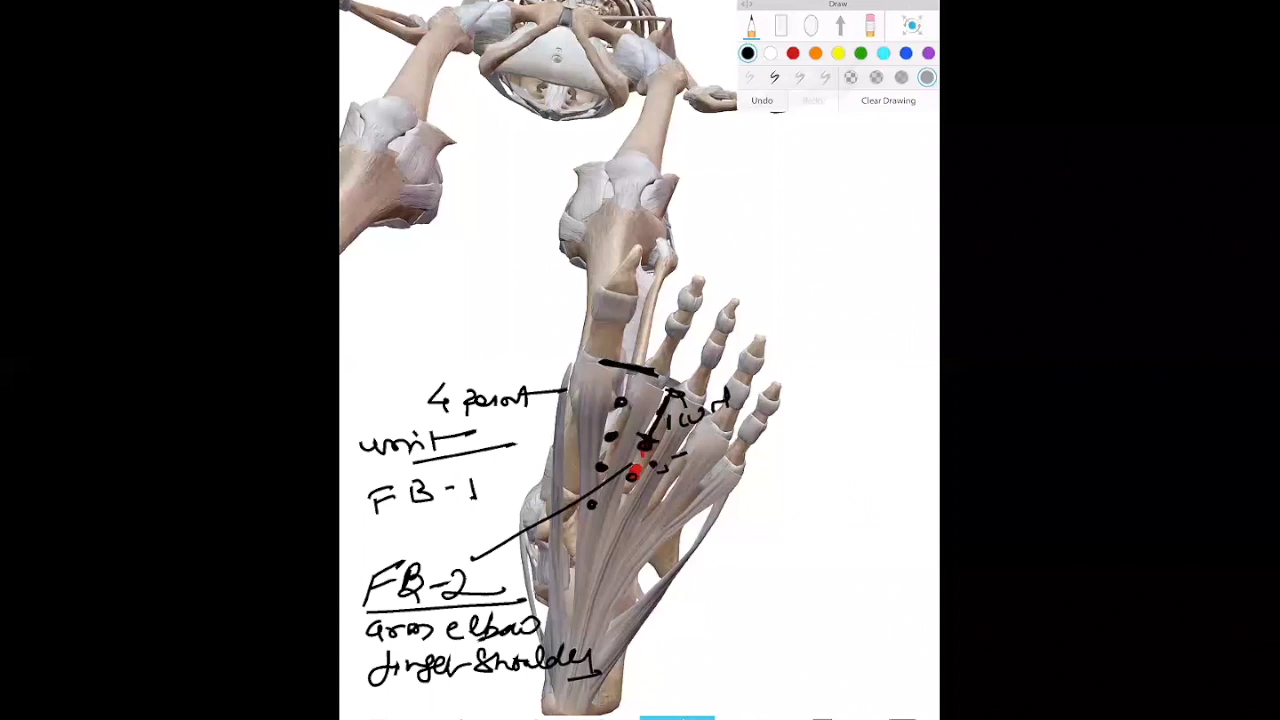 Draw
Undo Redo Clear Drawing
4 point
unit
FB-1
FB-2
arm elbow
finger shoulder